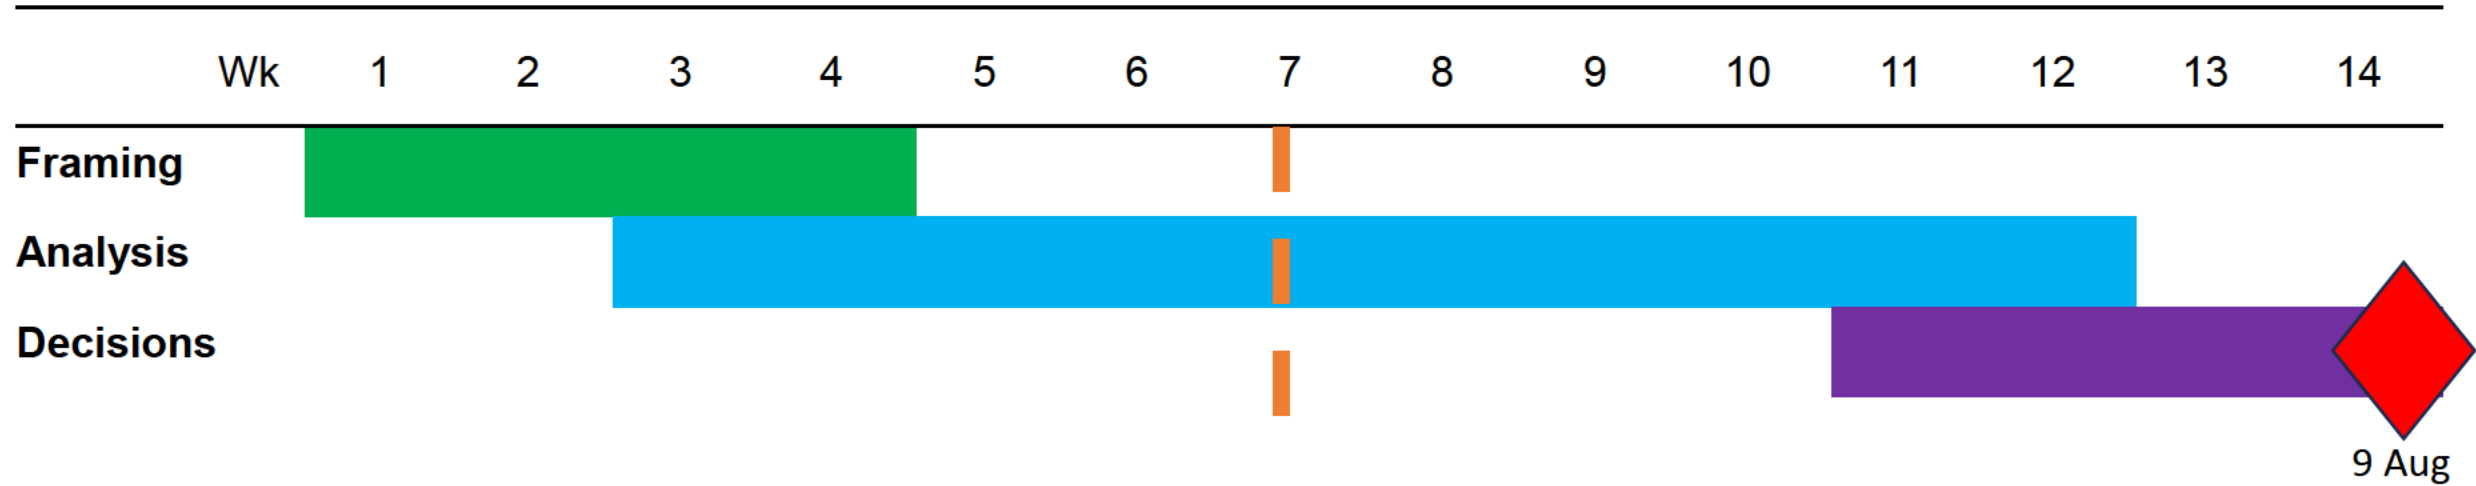 Wk 1 2 3 4 5 6 7 8 9 10 11 12 13 14
Framing
Analysis
Decisions
9 Aug